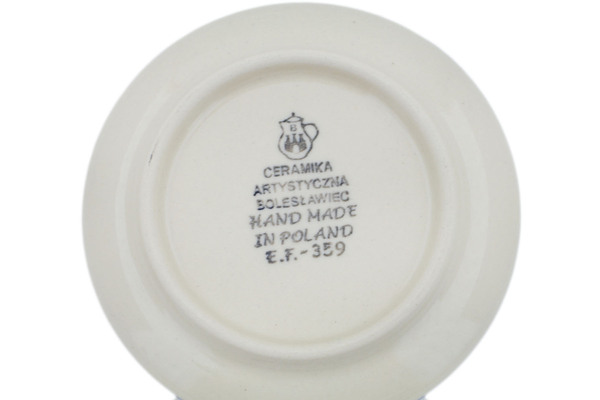 CERAMIKA
ARTYSTYCZNA
BOLESŁAWIEC
HAND MADE
IN POLAND
E.F.-359